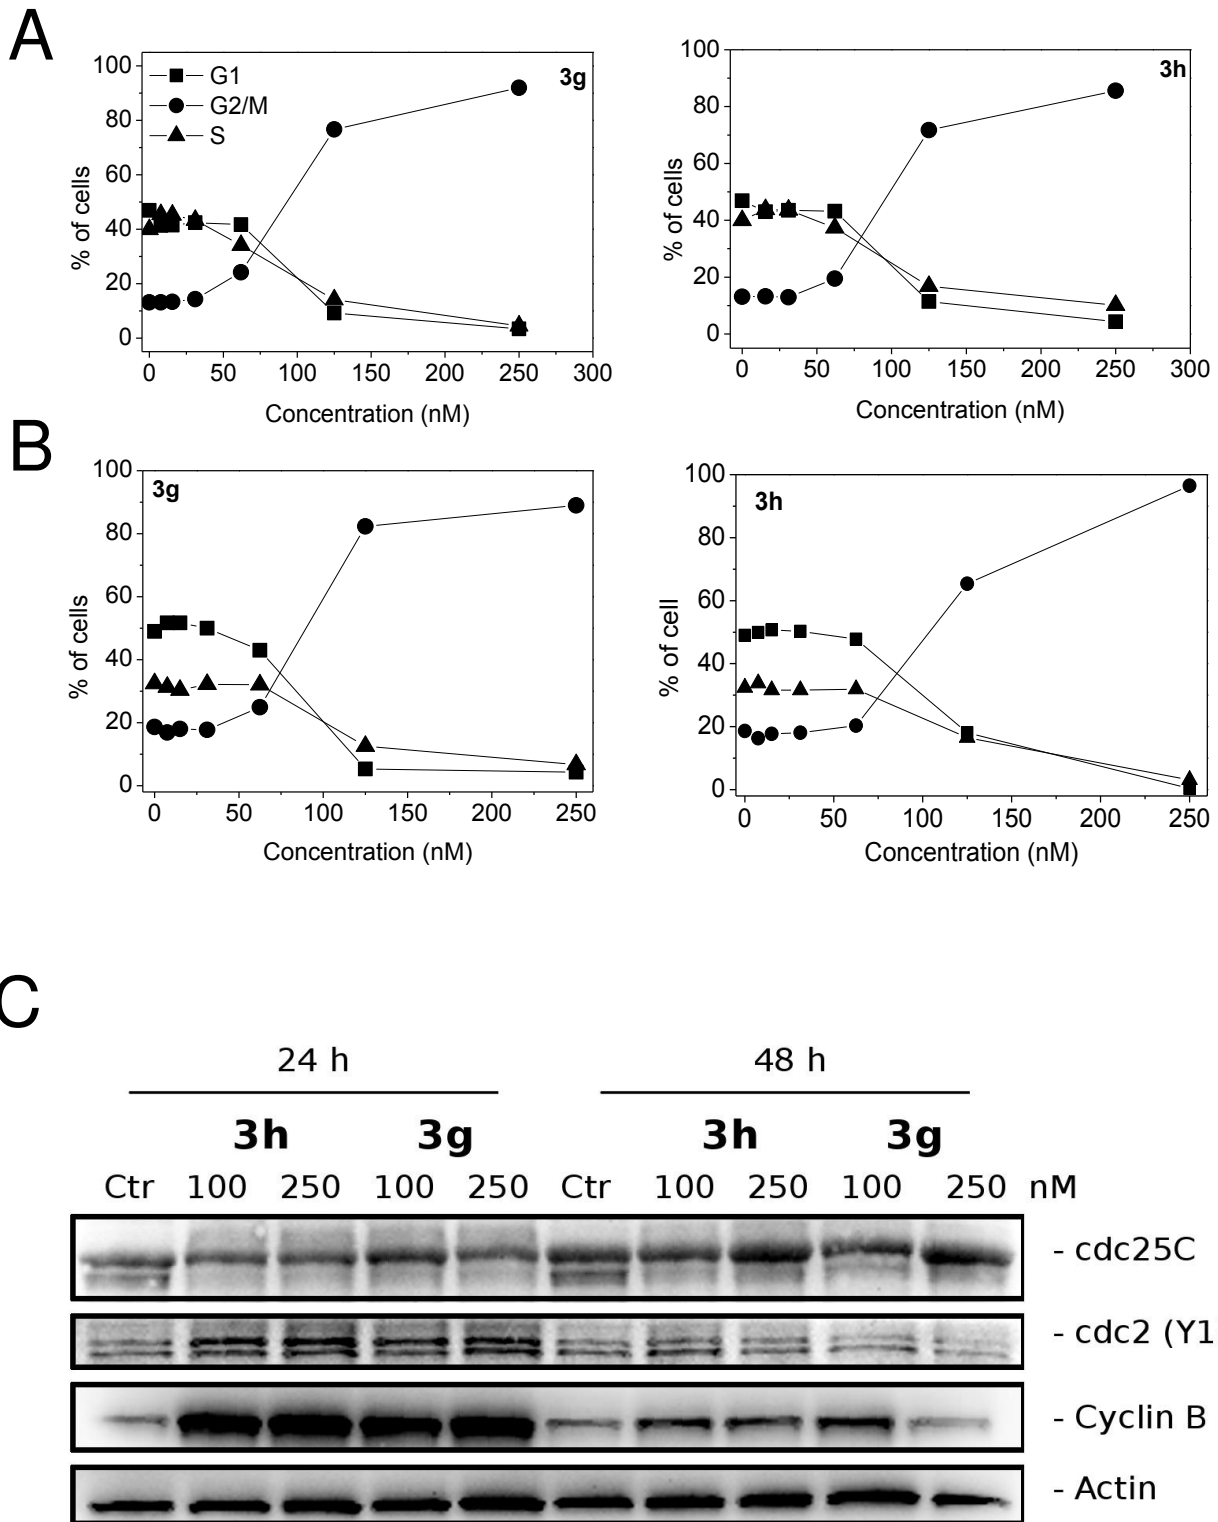 A
3g
G1
G2/M
S
100
80
60
40
20
0
% of cells
0 50 100 150 200 250 300
Concentration (nM)
3h
100
80
60
40
20
0
% of cells
0 50 100 150 200 250 300
Concentration (nM)
B
3g
100
80
60
40
20
0
% of cells
0 50 100 150 200 250
Concentration (nM)
3h
100
80
60
40
20
0
% of cell
0 50 100 150 200 250
Concentration (nM)
C
24 h 48 h
3h 3g 3h 3g
Ctr 100 250 100 250 Ctr 100 250 100 250 nM
- cdc25C
- cdc2 (Y1
- Cyclin B
- Actin